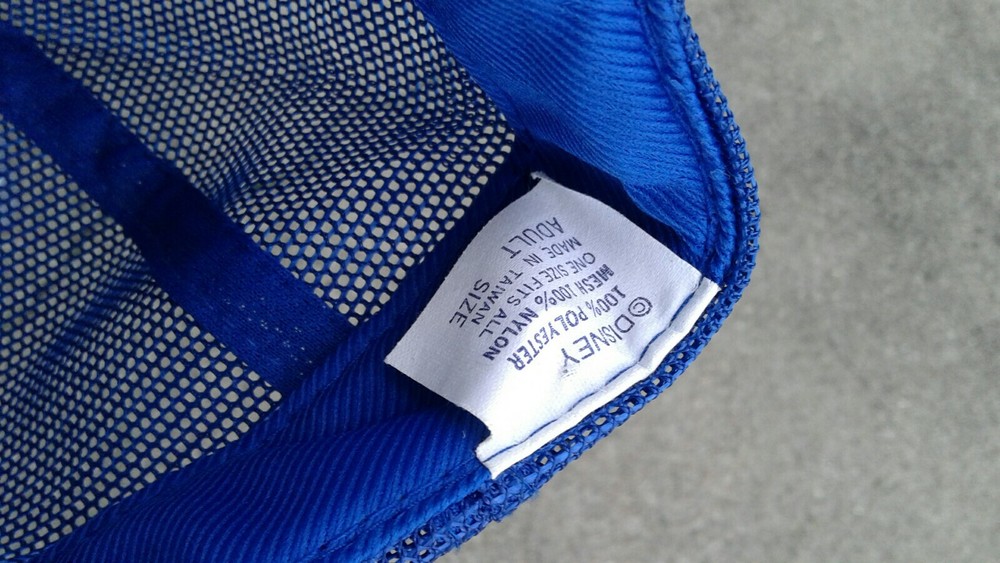 ©DISNEY
100% POLYESTER
MESH 100% NYLON
ONE SIZE FITS ALL
MADE IN TAIWAN
ADULT SIZE